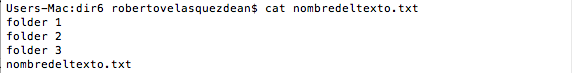 Users-Mac:dir6 robertovelasquezdean$ cat nombredeltexto.txt
folder 1
folder 2
folder 3
nombredeltexto.txt